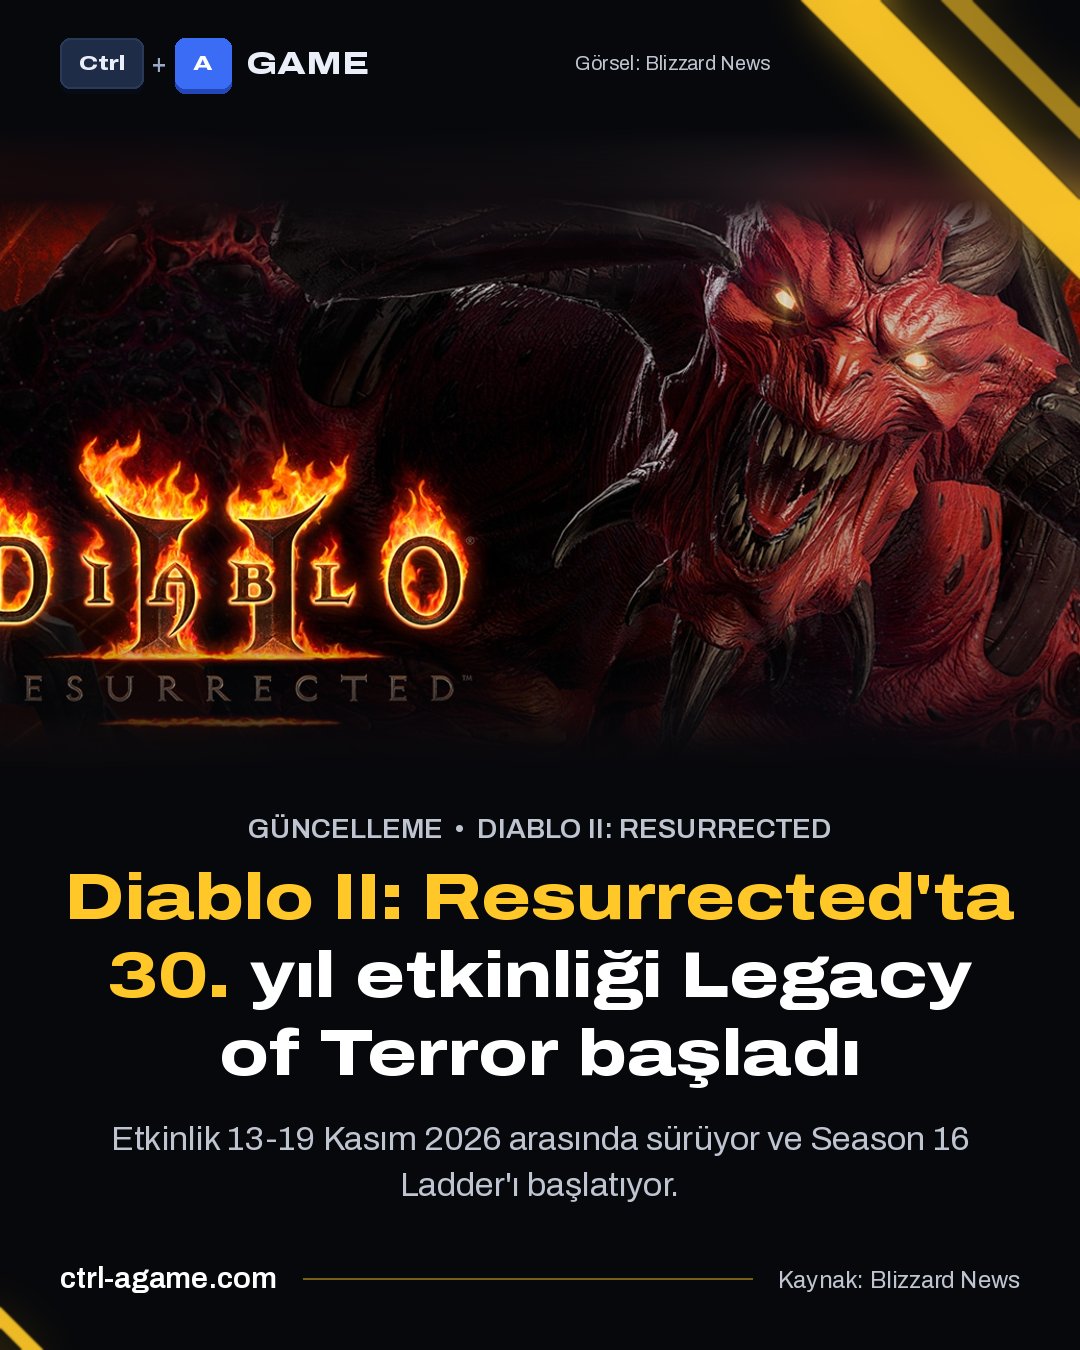 Ctrl + A GAME
Görsel: Blizzard News
DIABLO®
II
ESURRECTED™
GÜNCELLEME • DIABLO II: RESURRECTED
Diablo II: Resurrected'ta
30. yıl etkinliği Legacy
of Terror başladı
Etkinlik 13-19 Kasım 2026 arasında sürüyor ve Season 16
Ladder'ı başlatıyor.
ctrl-agame.com
Kaynak: Blizzard News